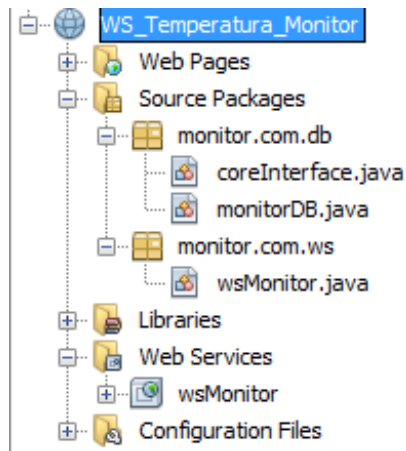 WS_Temperatura_Monitor
Web Pages
Source Packages
monitor.com.db
coreInterface.java
monitorDB.java
monitor.com.ws
wsMonitor.java
Libraries
Web Services
wsMonitor
Configuration Files